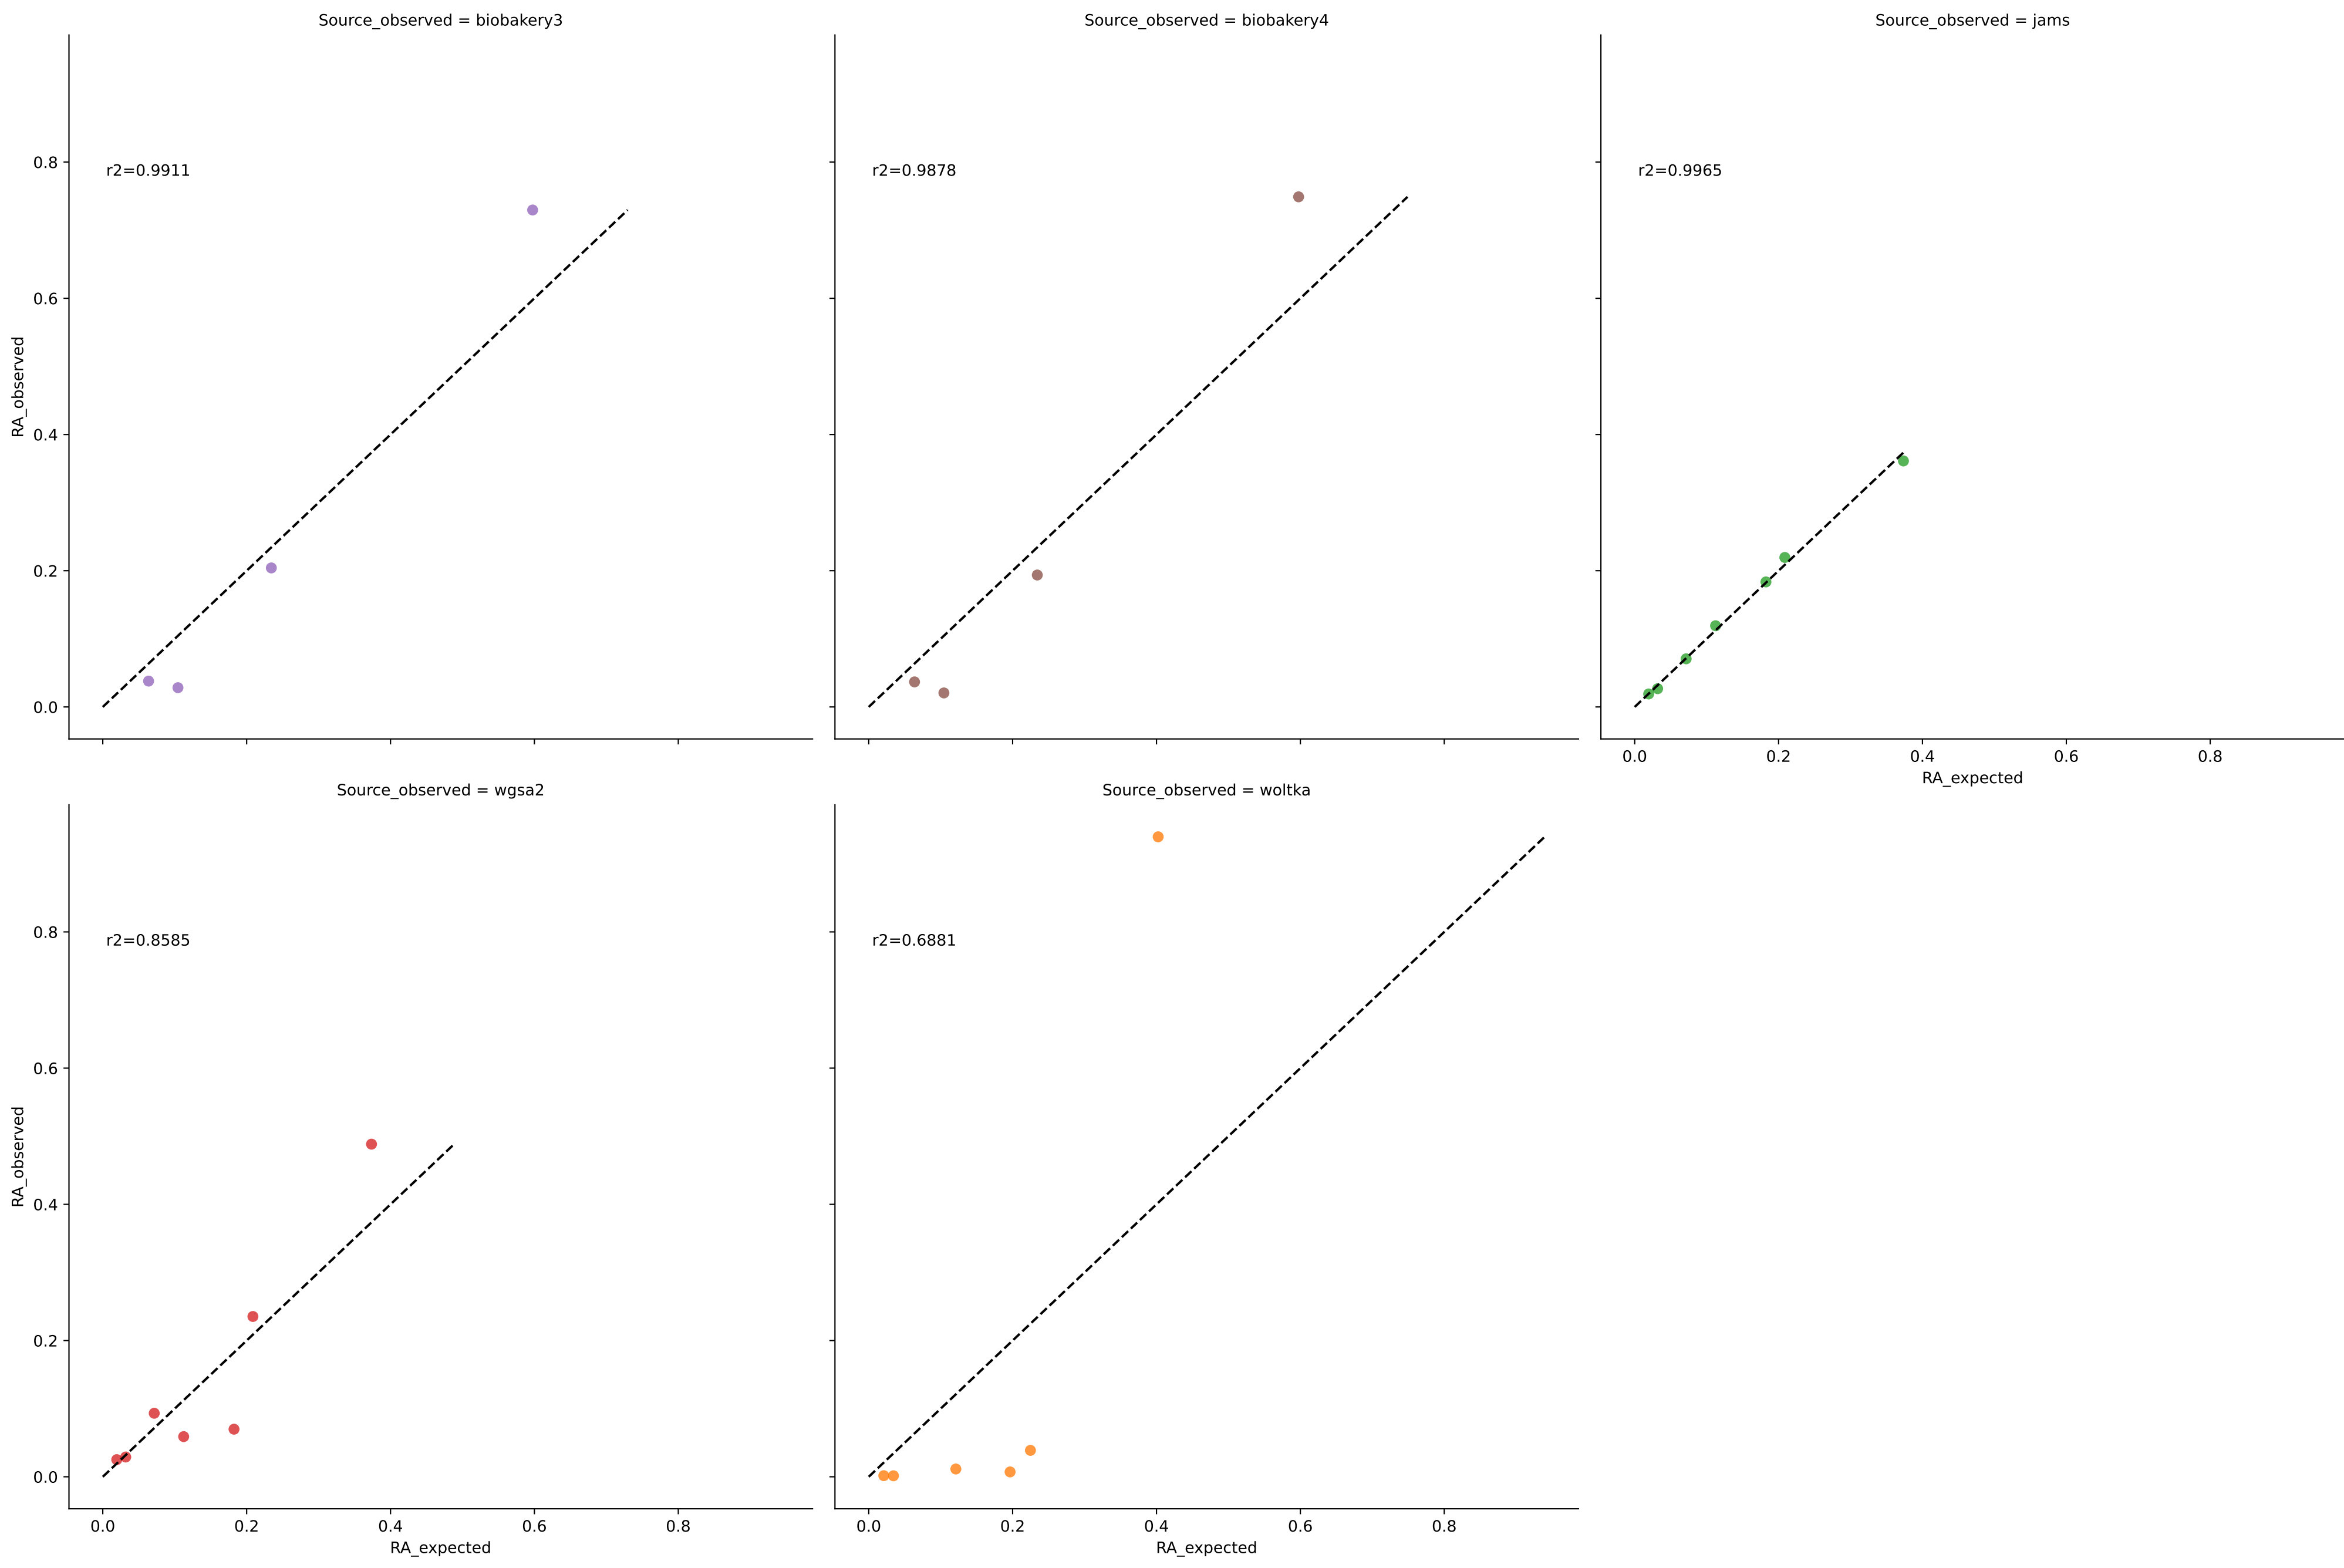 Source_observed = biobakery3
Source_observed = biobakery4
Source_observed = jams
r2=0.9911
r2=0.9878
r2=0.9965
RA_observed
0.8
0.6
0.4
0.2
0.0
0.0 0.2 0.4 0.6 0.8
RA_expected
Source_observed = wgsa2
Source_observed = woltka
r2=0.8585
r2=0.6881
RA_observed
0.8
0.6
0.4
0.2
0.0
0.0 0.2 0.4 0.6 0.8
RA_expected
0.0 0.2 0.4 0.6 0.8
RA_expected